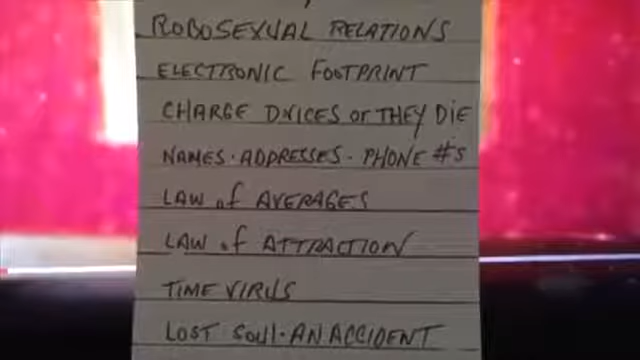 ROBOSEXUAL RELATIONS
ELECTRONIC FOOTPRINT
CHARGE DVICES or THEY DiE
NAMES · ADDRESSES · PHONE #S
LAW of AVERAGES
LAW of ATTRACTION
TIME VIRUS
LOST SOUL · AN ACCIDENT